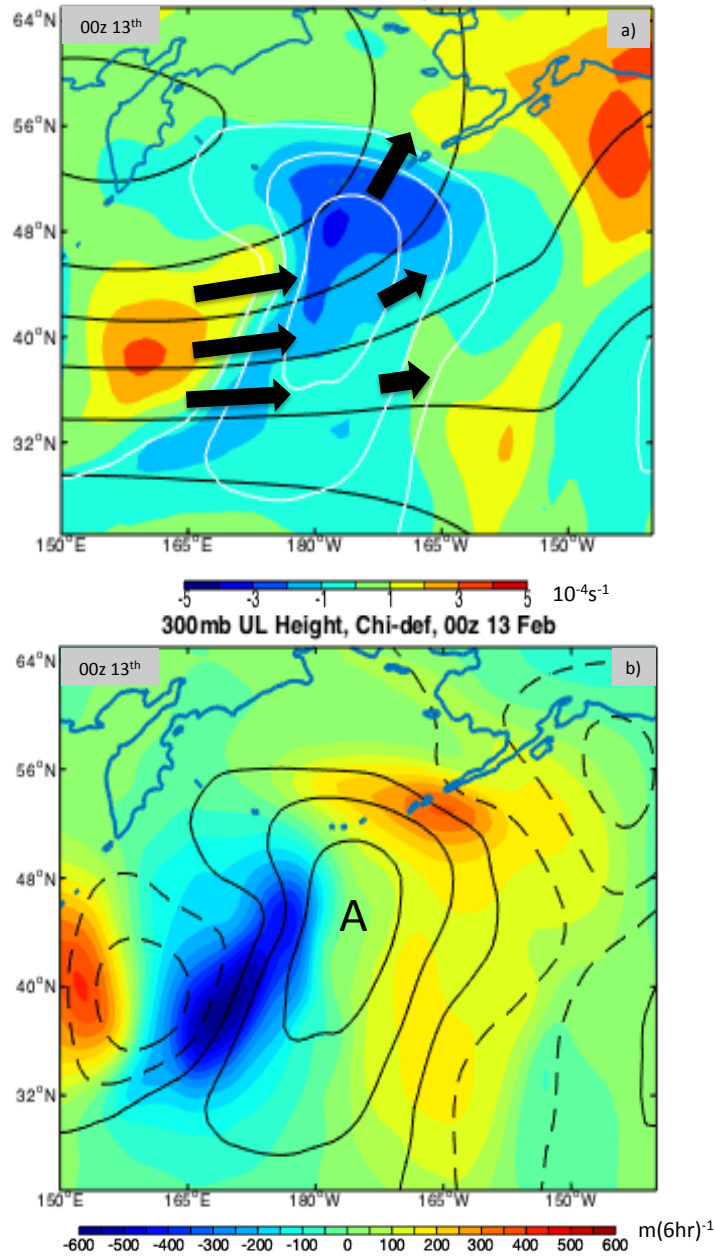 00z 13th
a)
64°N
56°N
48°N
40°N
32°N
150°E
165°E
180°W
165°W
150°W
-5
-3
-1
1
3
5
10-4s-1
300mb UL Height, Chi-def, 00z 13 Feb
00z 13th
b)
64°N
56°N
48°N
A
40°N
32°N
150°E
165°E
180°W
165°W
150°W
-600 -500 -400 -300 -200 -100 0 100 200 300 400 500 600
m(6hr)-1